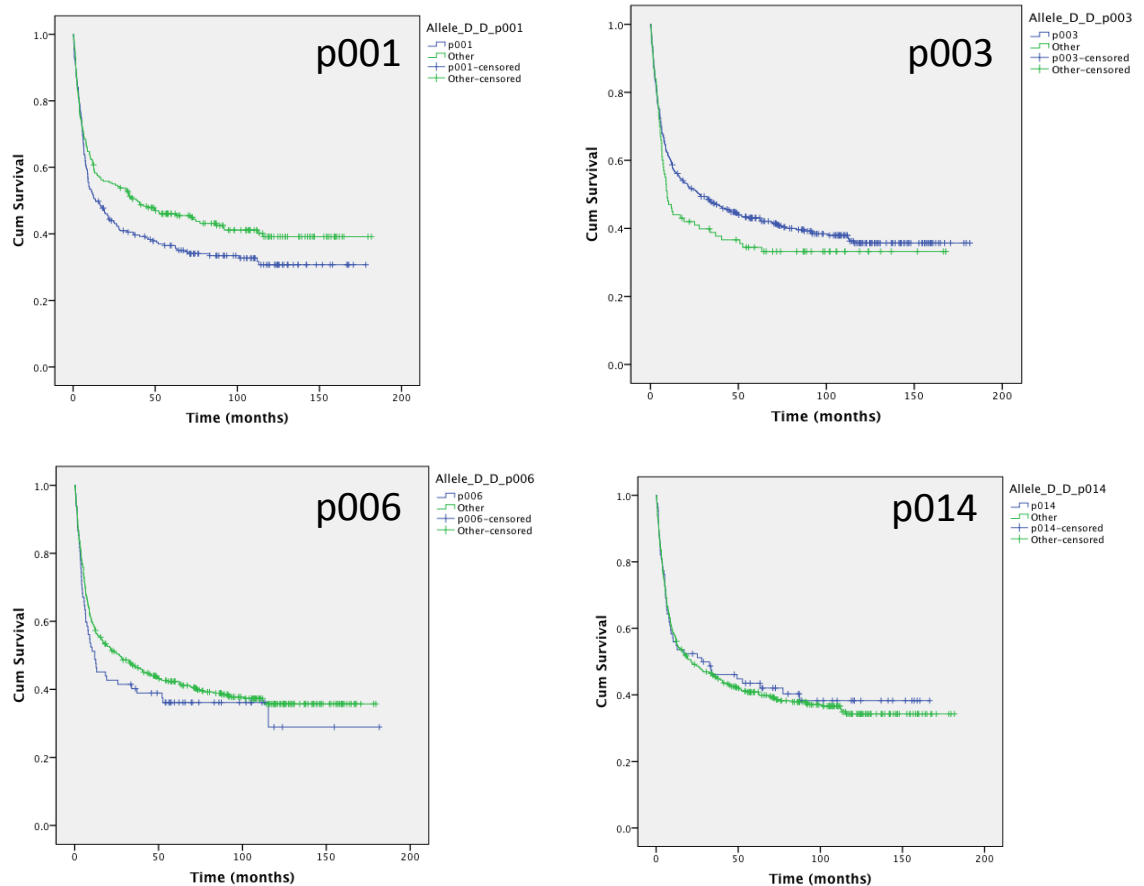 Allele_D_D_p001
p001
Other
p001-censored
Other-censored
p001
1.0
0.8
0.6
0.4
0.2
0.0
Cum Survival
0 50 100 150 200
Time (months)
Allele_D_D_p003
p003
Other
p003-censored
Other-censored
p003
1.0
0.8
0.6
0.4
0.2
0.0
Cum Survival
0 50 100 150 200
Time (months)
Allele_D_D_p006
p006
Other
p006-censored
Other-censored
p006
1.0
0.8
0.6
0.4
0.2
0.0
Cum Survival
0 50 100 150 200
Time (months)
Allele_D_D_p014
p014
Other
p014-censored
Other-censored
p014
1.0
0.8
0.6
0.4
0.2
0.0
Cum Survival
0 50 100 150 200
Time (months)